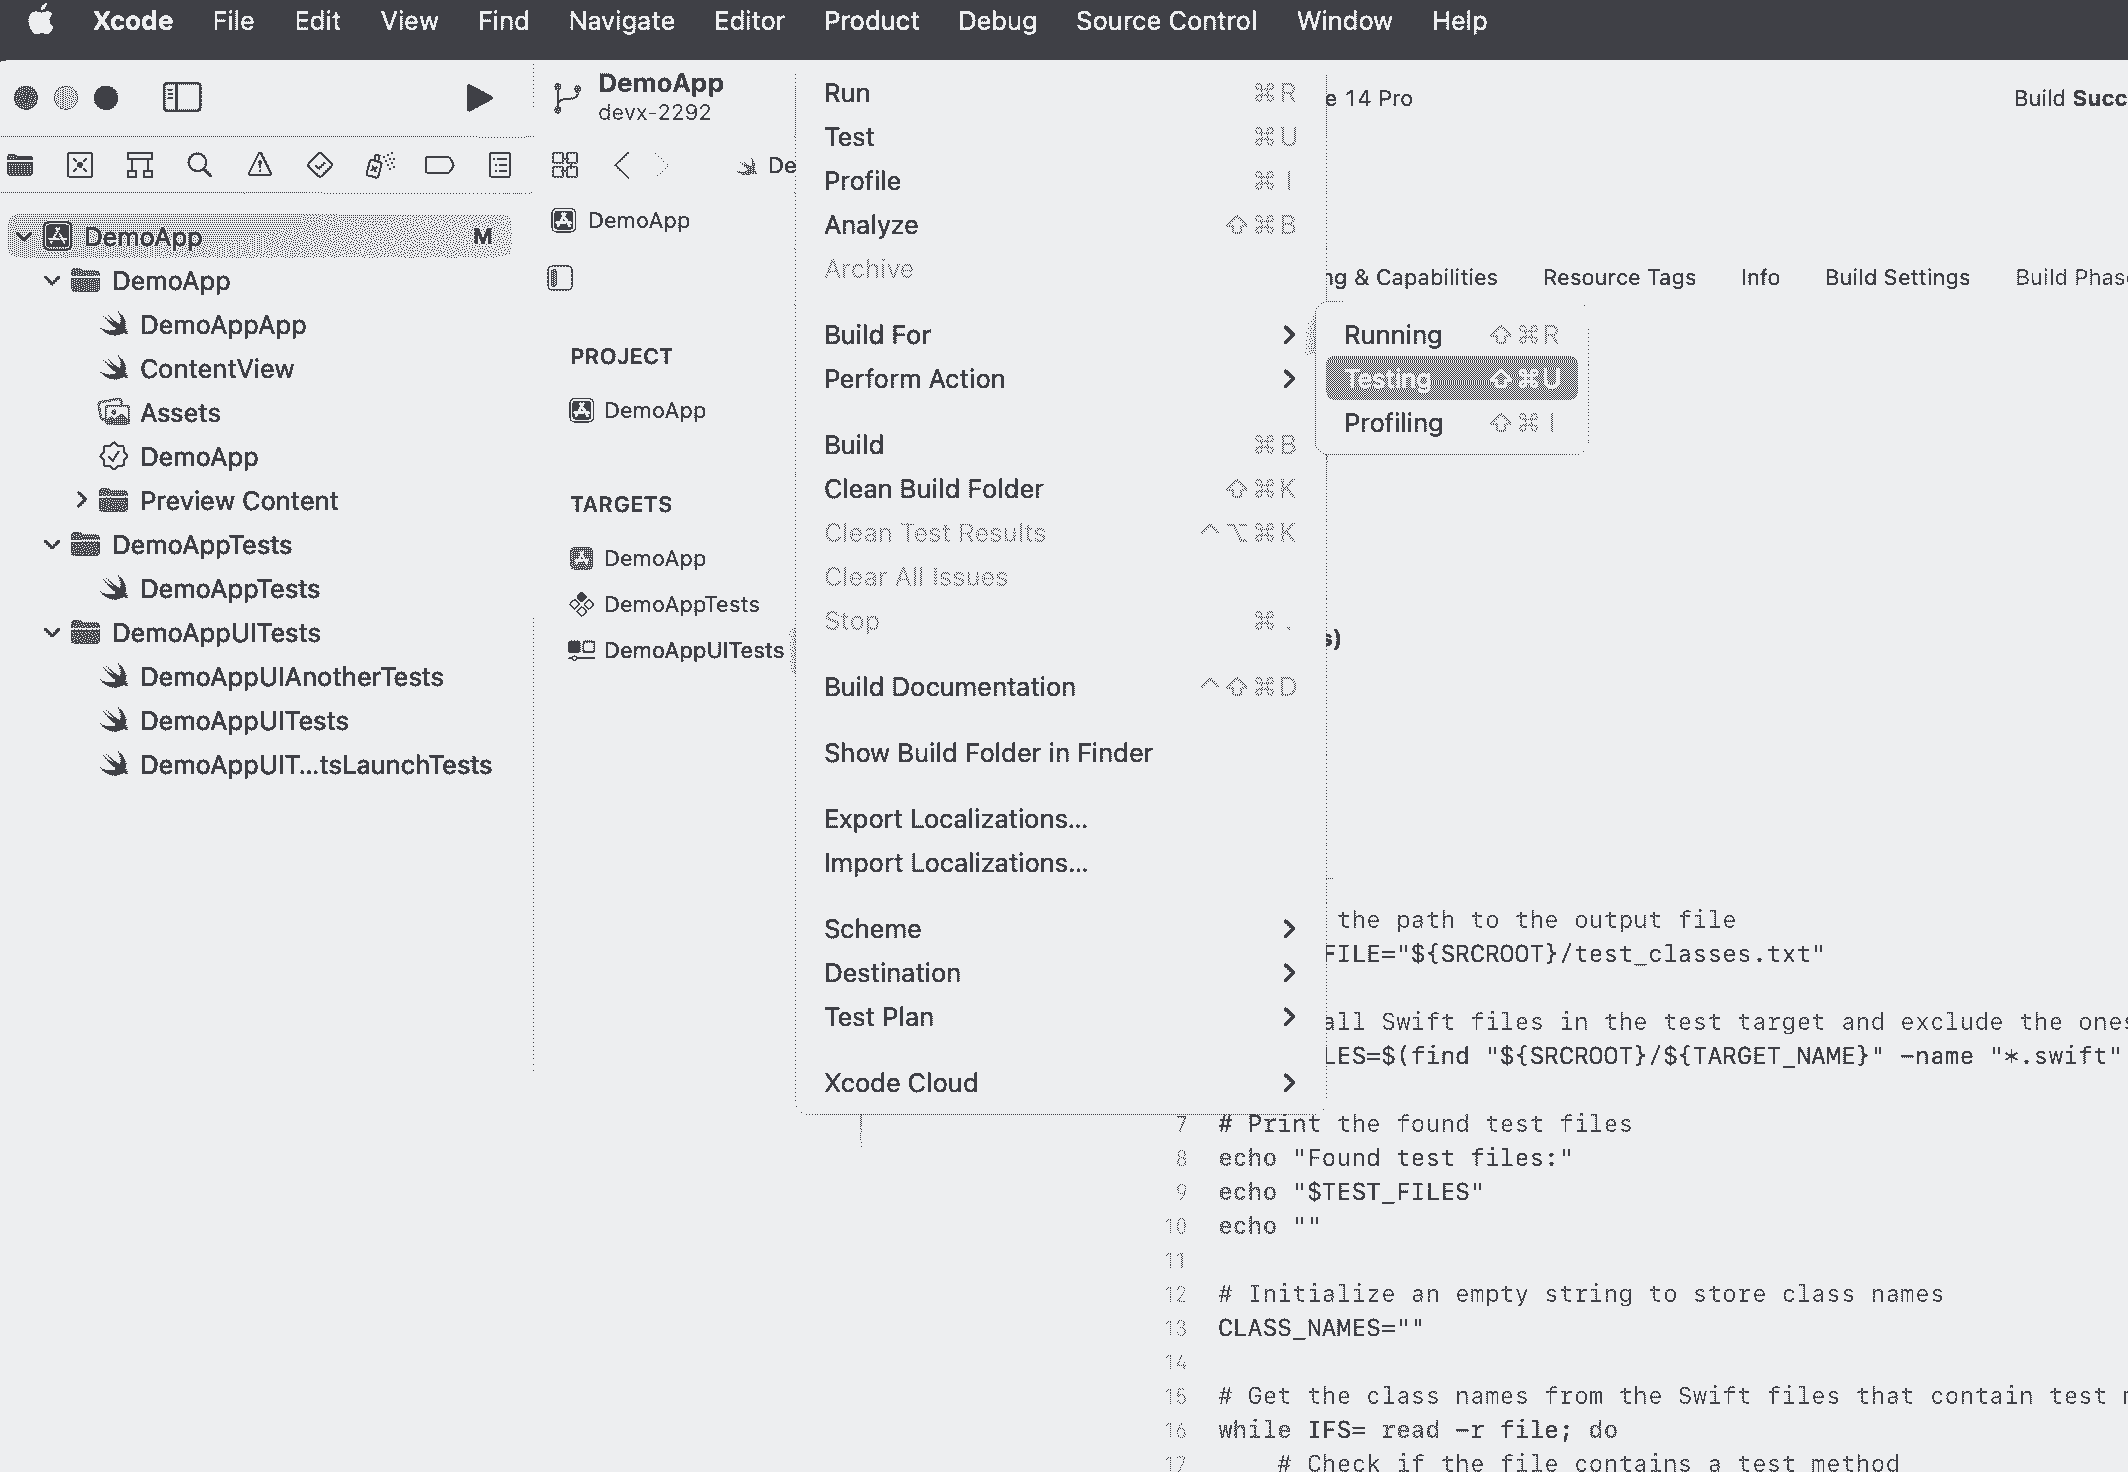 Xcode File Edit View Find Navigate Editor Product Debug Source Control Window Help
DemoApp
devx-2292
e 14 Pro
Build Succ
De
DemoApp M
DemoApp
DemoAppApp
ContentView
Assets
DemoApp
Preview Content
DemoAppTests
DemoAppTests
DemoAppUITests
DemoAppUIAnotherTests
DemoAppUITests
DemoAppUIT...tsLaunchTests
DemoApp
PROJECT
DemoApp
TARGETS
DemoApp
DemoAppTests
DemoAppUITests
Run ⌘R
Test ⌘U
Profile ⌘I
Analyze ⇧⌘B
Archive
Build For
Perform Action
Build ⌘B
Clean Build Folder ⇧⌘K
Clean Test Results ^⌥⌘K
Clear All Issues
Stop ⌘.
Build Documentation ^⇧⌘D
Show Build Folder in Finder
Export Localizations...
Import Localizations...
Scheme
Destination
Test Plan
Xcode Cloud
Running ⇧⌘R
Testing ⇧⌘U
Profiling ⇧⌘I
ng & Capabilities Resource Tags Info Build Settings Build Phas
s)
the path to the output file
FILE="${SRCROOT}/test_classes.txt"
all Swift files in the test target and exclude the ones
LES=$(find "${SRCROOT}/${TARGET_NAME}" -name "*.swift"
7 # Print the found test files
8 echo "Found test files:"
9 echo "$TEST_FILES"
10 echo ""
11
12 # Initialize an empty string to store class names
13 CLASS_NAMES=""
14
15 # Get the class names from the Swift files that contain test m
16 while IFS= read -r file; do
17 # Check if the file contains a test method